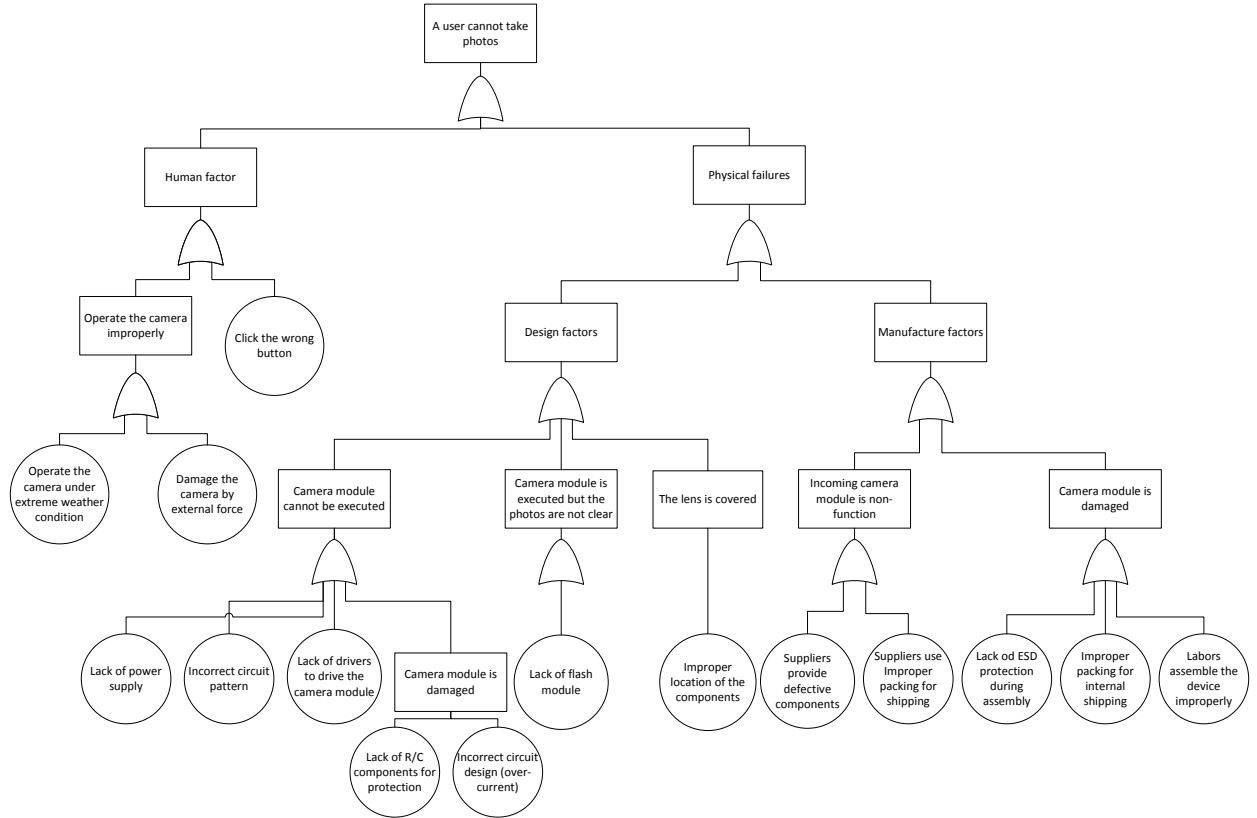 A user cannot take
photos
Human factor
Physical failures
Operate the camera
improperly
Click the wrong
button
Design factors
Manufacture factors
Operate the
camera under
extreme weather
condition
Damage the
camera by
external force
Camera module
cannot be executed
Camera module is
executed but the
photos are not clear
The lens is covered
Incoming camera
module is non-
function
Camera module is
damaged
Lack of power
supply
Incorrect circuit
pattern
Lack of drivers
to drive the
camera module
Camera module is
damaged
Lack of flash
module
Improper
location of the
components
Suppliers
provide
defective
components
Suppliers use
Improper
packing for
shipping
Lack od ESD
protection
during
assembly
Improper
packing for
internal
shipping
Labors
assemble the
device
improperly
Lack of R/C
components for
protection
Incorrect circuit
design (over-
current)